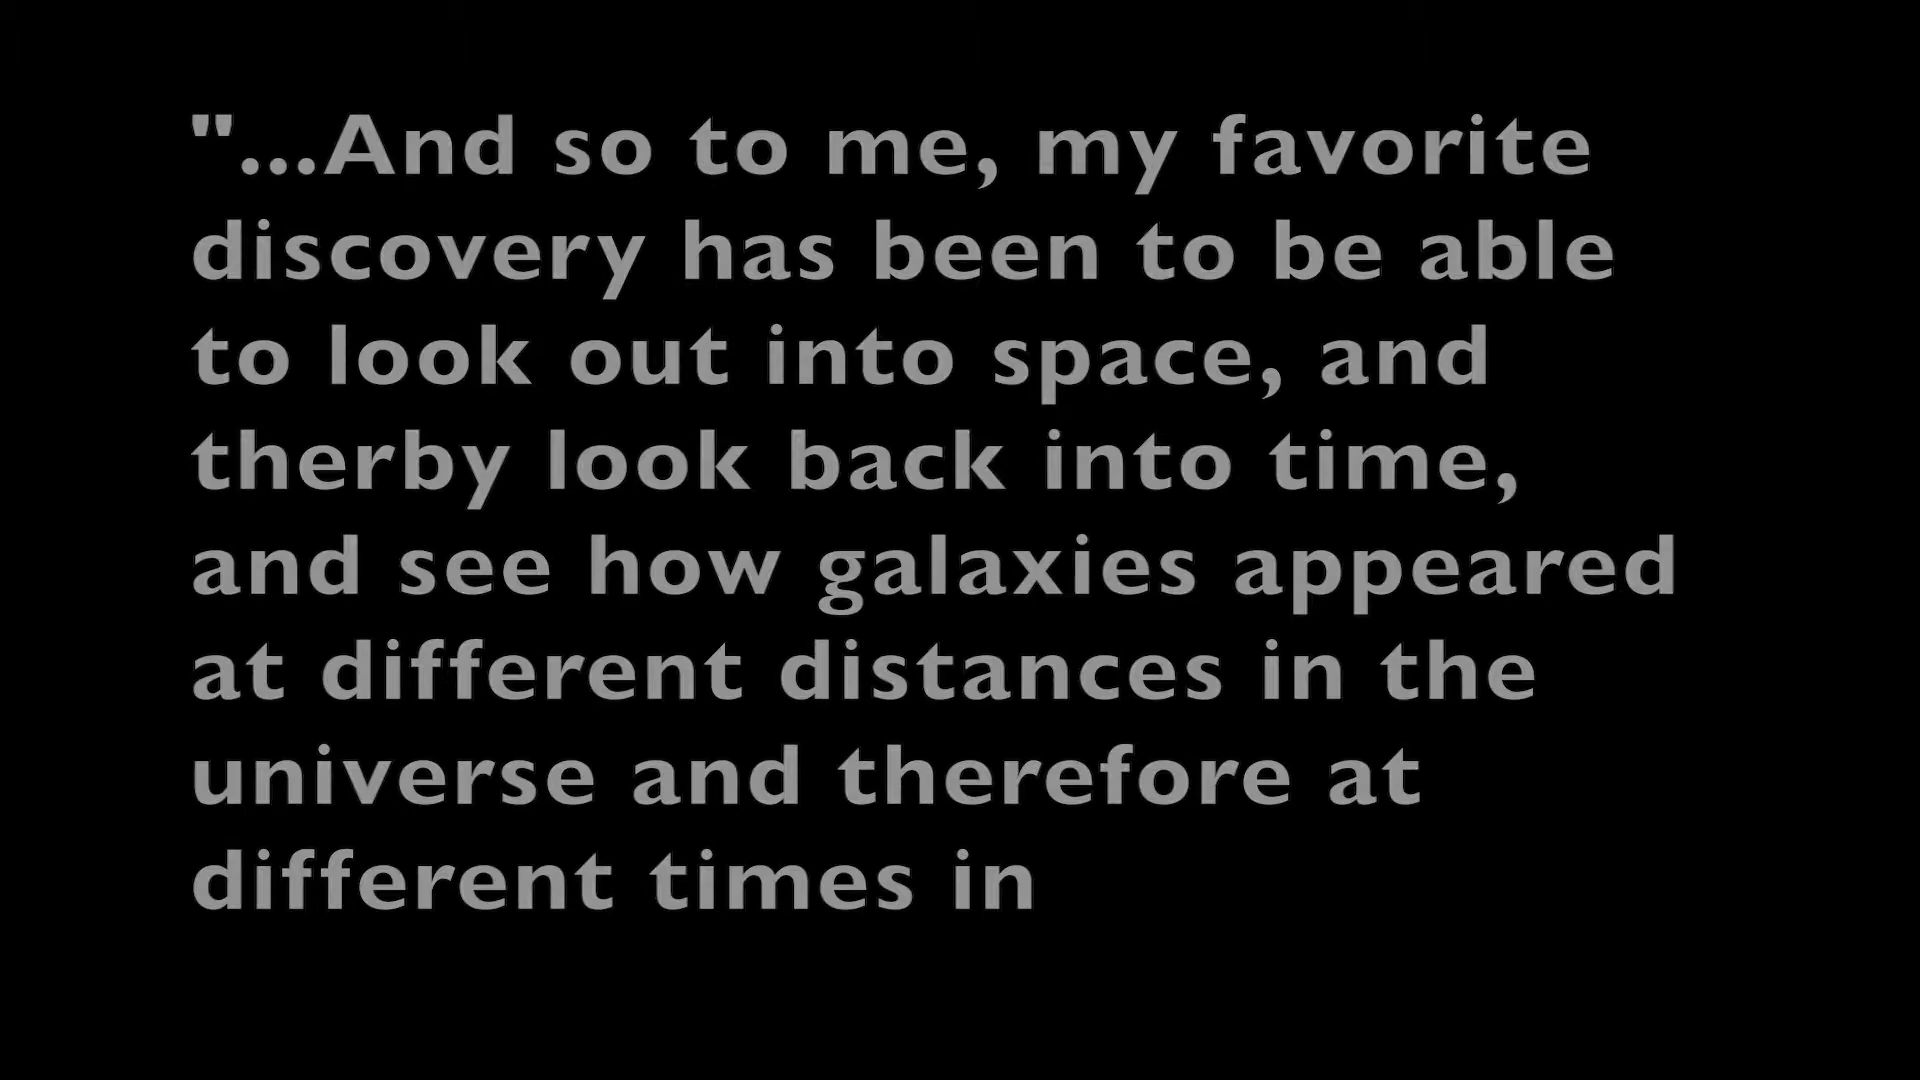 "...And so to me, my favorite
discovery has been to be able
to look out into space, and
therby look back into time,
and see how galaxies appeared
at different distances in the
universe and therefore at
different times in